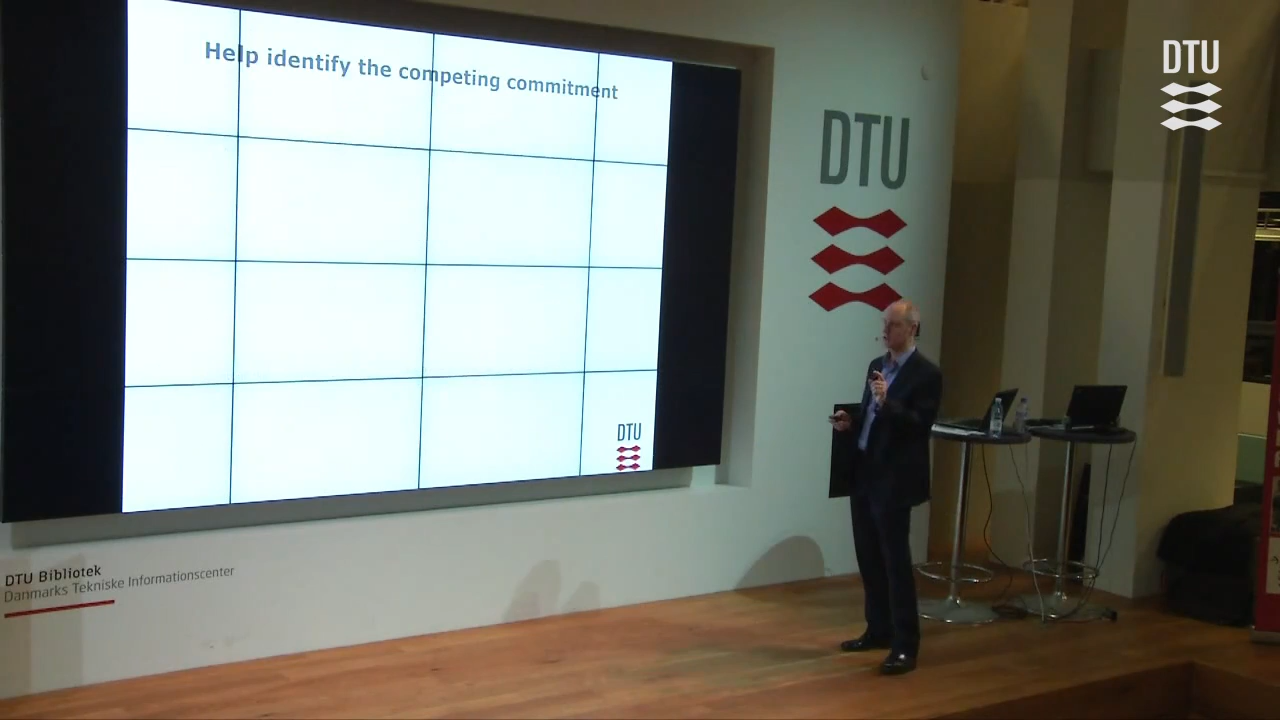 Help identify the competing commitment
DTU
DTU
DTU
DTU Bibliotek
Danmarks Tekniske Informationscenter